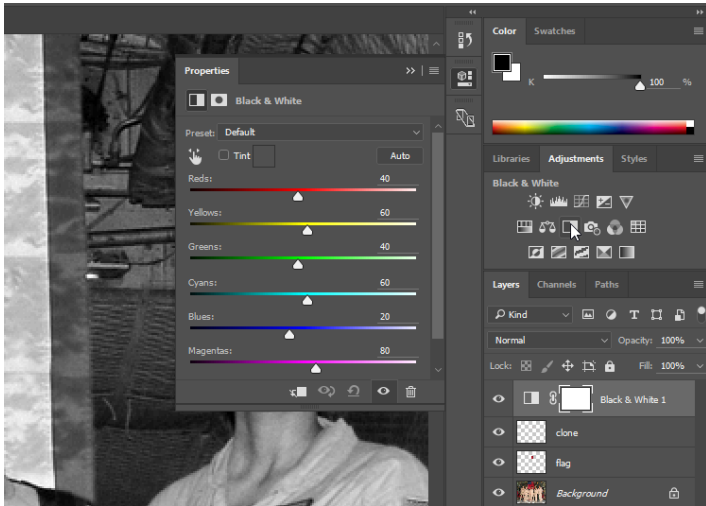 Properties
Black & White
Preset: Default
Tint
Auto
Reds: 40
Yellows: 60
Greens: 40
Cyans: 60
Blues: 20
Magentas: 80
Color Swatches
K 100 %
Libraries Adjustments Styles
Black & White
Layers Channels Paths
Kind
Normal Opacity: 100%
Lock: Fill: 100%
Black & White 1
clone
flag
Background